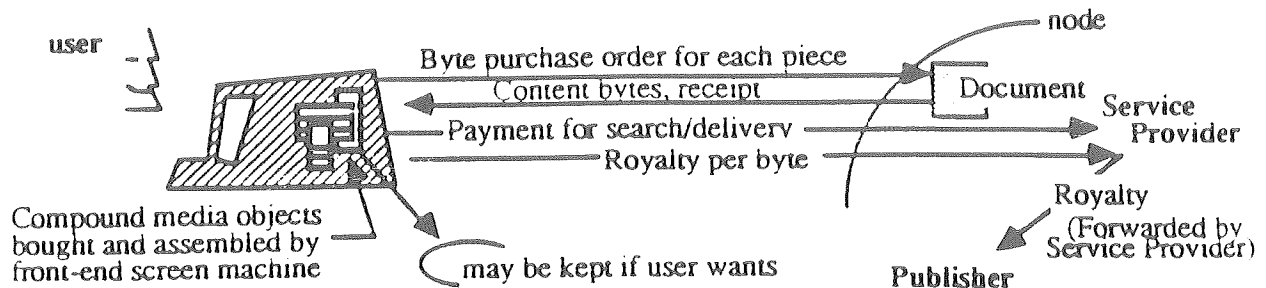 user
node
Byte purchase order for each piece
Content bytes, receipt
Document
Service
Provider
Payment for search/delivery
Royalty per byte
Compound media objects
bought and assembled by
front-end screen machine
may be kept if user wants
Royalty
(Forwarded by
Service Provider)
Publisher